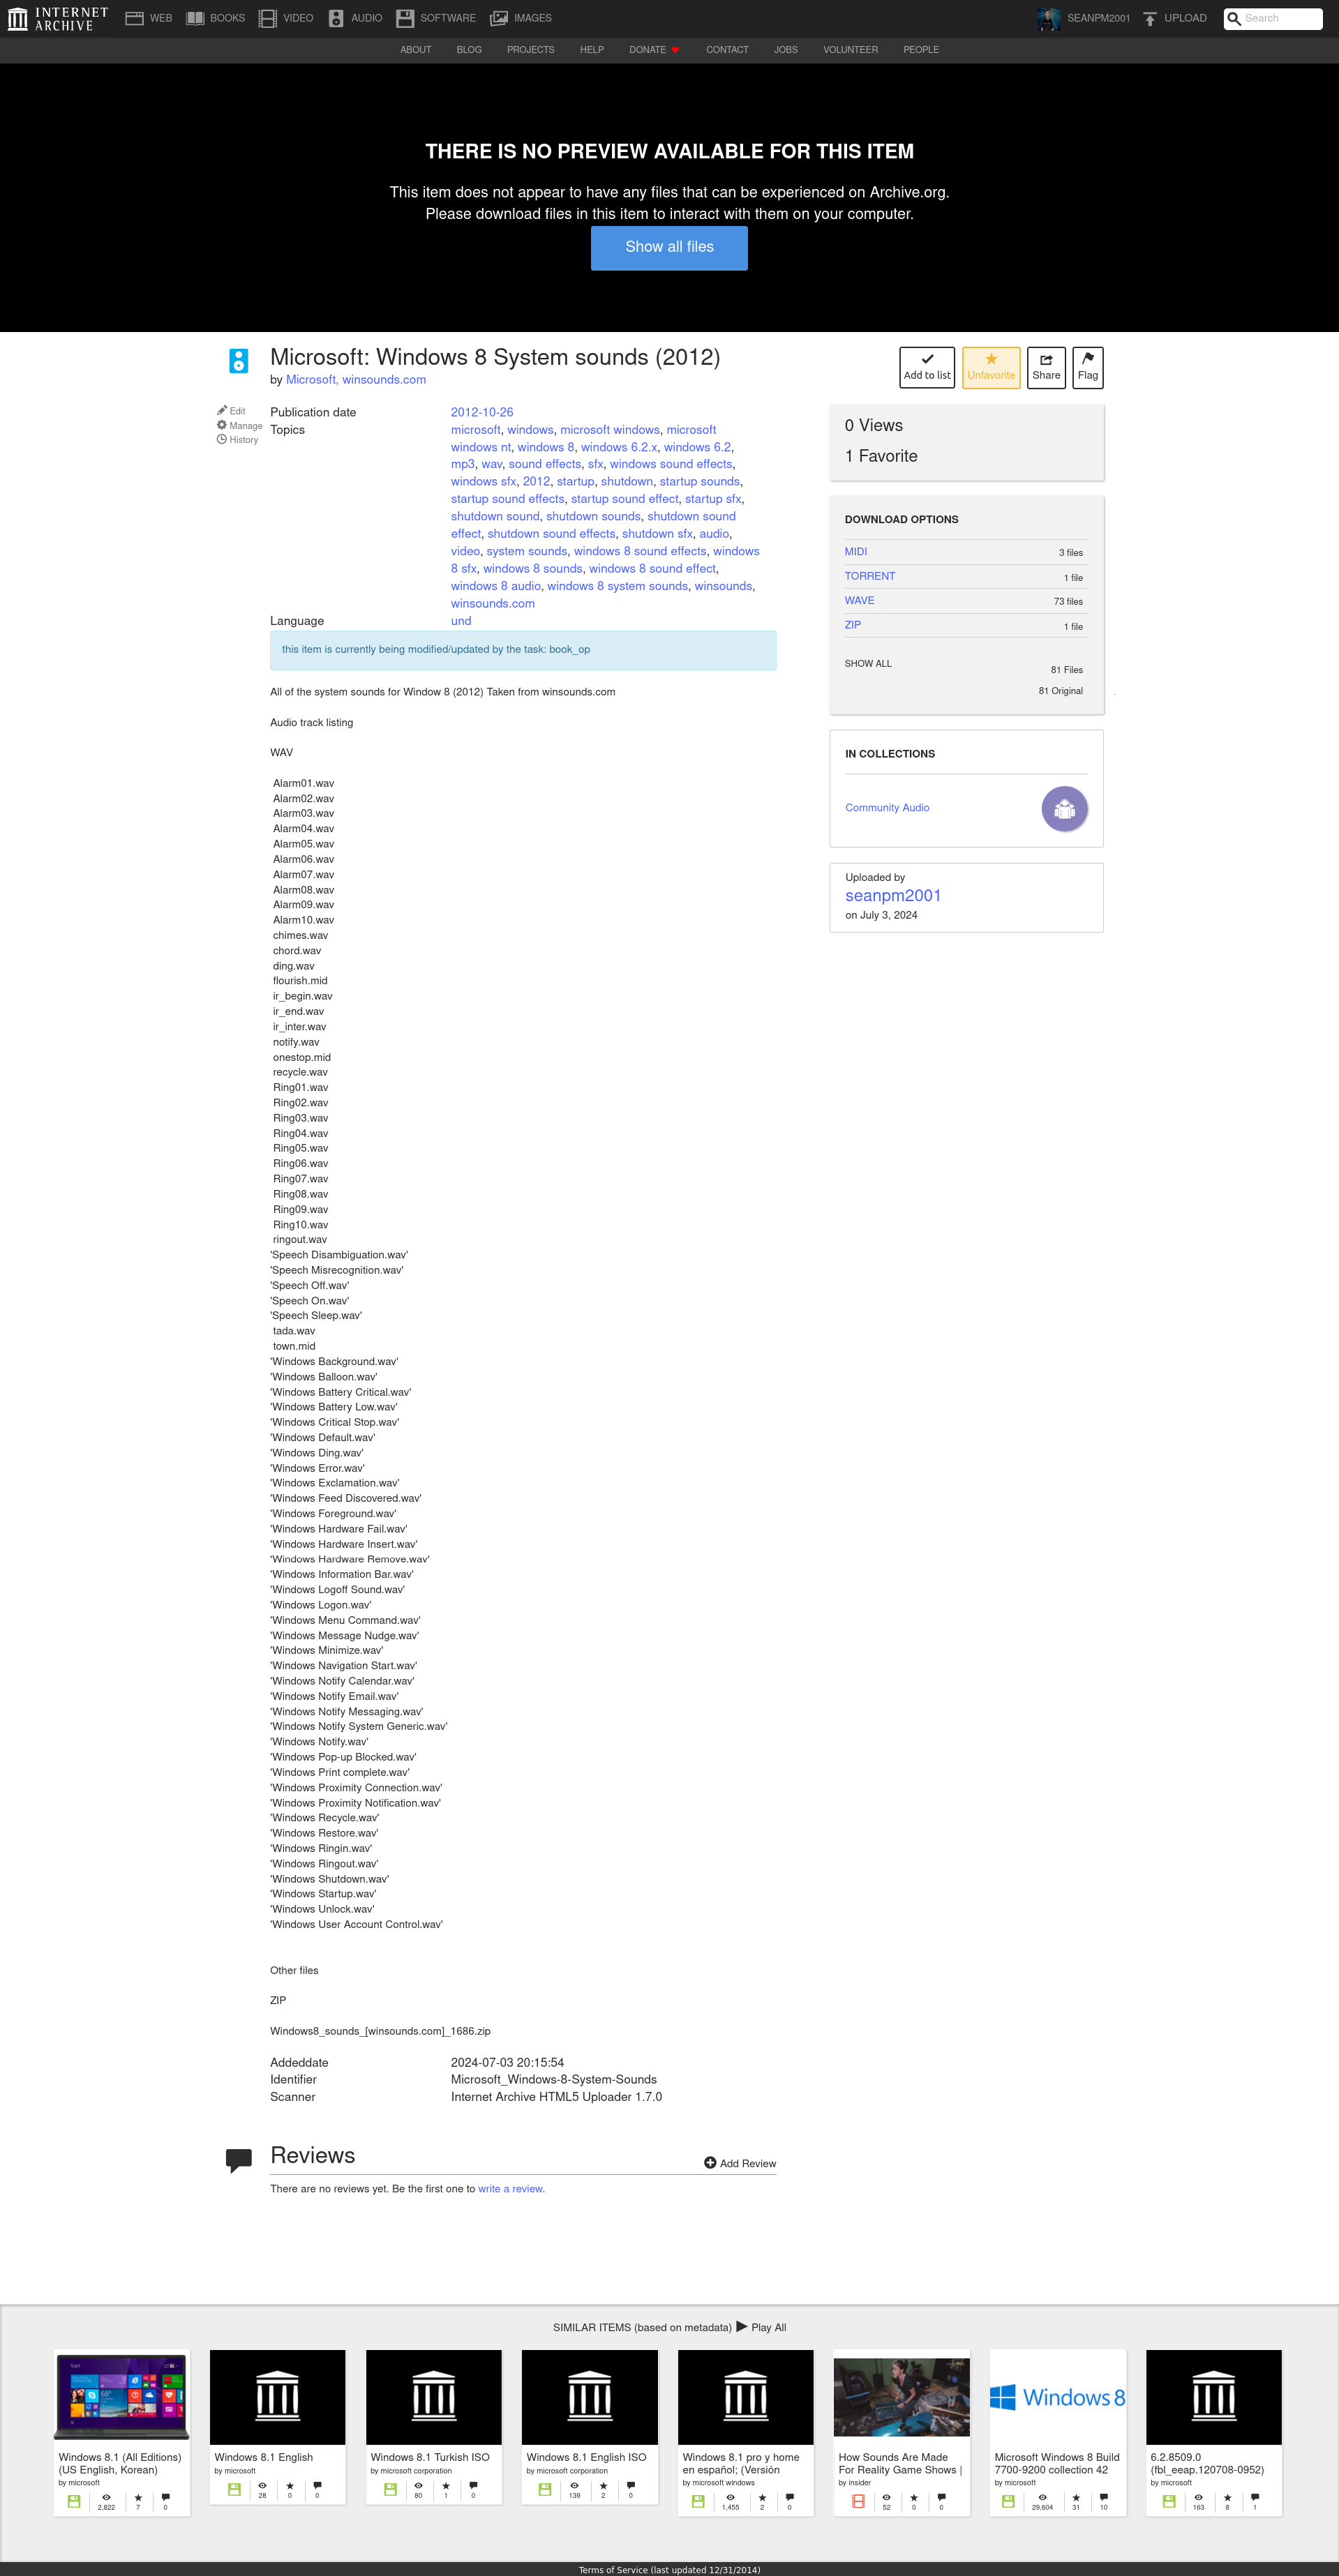 INTERNET ARCHIVE
WEB BOOKS VIDEO AUDIO SOFTWARE IMAGES SEANPM2001 UPLOAD Search
ABOUT BLOG PROJECTS HELP DONATE CONTACT JOBS VOLUNTEER PEOPLE
THERE IS NO PREVIEW AVAILABLE FOR THIS ITEM
This item does not appear to have any files that can be experienced on Archive.org.
Please download files in this item to interact with them on your computer.
Show all files
Microsoft: Windows 8 System sounds (2012)
by Microsoft, winsounds.com
Add to list Unfavorite Share Flag
Edit
Manage
History
Publication date 2012-10-26
Topics microsoft, windows, microsoft windows, microsoft
windows nt, windows 8, windows 6.2.x, windows 6.2,
mp3, wav, sound effects, sfx, windows sound effects,
windows sfx, 2012, startup, shutdown, startup sounds,
startup sound effects, startup sound effect, startup sfx,
shutdown sound, shutdown sounds, shutdown sound
effect, shutdown sound effects, shutdown sfx, audio,
video, system sounds, windows 8 sound effects, windows
8 sfx, windows 8 sounds, windows 8 sound effect,
windows 8 audio, windows 8 system sounds, winsounds,
winsounds.com
Language und
this item is currently being modified/updated by the task: book_op
All of the system sounds for Window 8 (2012) Taken from winsounds.com
Audio track listing
WAV
Alarm01.wav
Alarm02.wav
Alarm03.wav
Alarm04.wav
Alarm05.wav
Alarm06.wav
Alarm07.wav
Alarm08.wav
Alarm09.wav
Alarm10.wav
chimes.wav
chord.wav
ding.wav
flourish.mid
ir_begin.wav
ir_end.wav
ir_inter.wav
notify.wav
onestop.mid
recycle.wav
Ring01.wav
Ring02.wav
Ring03.wav
Ring04.wav
Ring05.wav
Ring06.wav
Ring07.wav
Ring08.wav
Ring09.wav
Ring10.wav
ringout.wav
'Speech Disambiguation.wav'
'Speech Misrecognition.wav'
'Speech Off.wav'
'Speech On.wav'
'Speech Sleep.wav'
tada.wav
town.mid
'Windows Background.wav'
'Windows Balloon.wav'
'Windows Battery Critical.wav'
'Windows Battery Low.wav'
'Windows Critical Stop.wav'
'Windows Default.wav'
'Windows Ding.wav'
'Windows Error.wav'
'Windows Exclamation.wav'
'Windows Feed Discovered.wav'
'Windows Foreground.wav'
'Windows Hardware Fail.wav'
'Windows Hardware Insert.wav'
'Windows Hardware Remove.wav'
'Windows Information Bar.wav'
'Windows Logoff Sound.wav'
'Windows Logon.wav'
'Windows Menu Command.wav'
'Windows Message Nudge.wav'
'Windows Minimize.wav'
'Windows Navigation Start.wav'
'Windows Notify Calendar.wav'
'Windows Notify Email.wav'
'Windows Notify Messaging.wav'
'Windows Notify System Generic.wav'
'Windows Notify.wav'
'Windows Pop-up Blocked.wav'
'Windows Print complete.wav'
'Windows Proximity Connection.wav'
'Windows Proximity Notification.wav'
'Windows Recycle.wav'
'Windows Restore.wav'
'Windows Ringin.wav'
'Windows Ringout.wav'
'Windows Shutdown.wav'
'Windows Startup.wav'
'Windows Unlock.wav'
'Windows User Account Control.wav'
Other files
ZIP
Windows8_sounds_[winsounds.com]_1686.zip
Addeddate 2024-07-03 20:15:54
Identifier Microsoft_Windows-8-System-Sounds
Scanner Internet Archive HTML5 Uploader 1.7.0
0 Views
1 Favorite
DOWNLOAD OPTIONS
MIDI 3 files
TORRENT 1 file
WAVE 73 files
ZIP 1 file
SHOW ALL 81 Files
81 Original
IN COLLECTIONS
Community Audio
Uploaded by
seanpm2001
on July 3, 2024
Reviews Add Review
There are no reviews yet. Be the first one to write a review.
SIMILAR ITEMS (based on metadata) Play All
Windows 8.1 (All Editions)
(US English, Korean)
by microsoft
2,822 7 0
Windows 8.1 English
by microsoft
28 0 0
Windows 8.1 Turkish ISO
by microsoft corporation
80 1 0
Windows 8.1 English ISO
by microsoft corporation
139 2 0
Windows 8.1 pro y home
en español; (Versión
by microsoft windows
1,455 2 0
How Sounds Are Made
For Reality Game Shows |
by insider
52 0 0
Windows 8
Microsoft Windows 8 Build
7700-9200 collection 42
by microsoft
29,604 31 10
6.2.8509.0
(fbl_eeap.120708-0952)
by microsoft
163 8 1
Terms of Service (last updated 12/31/2014)